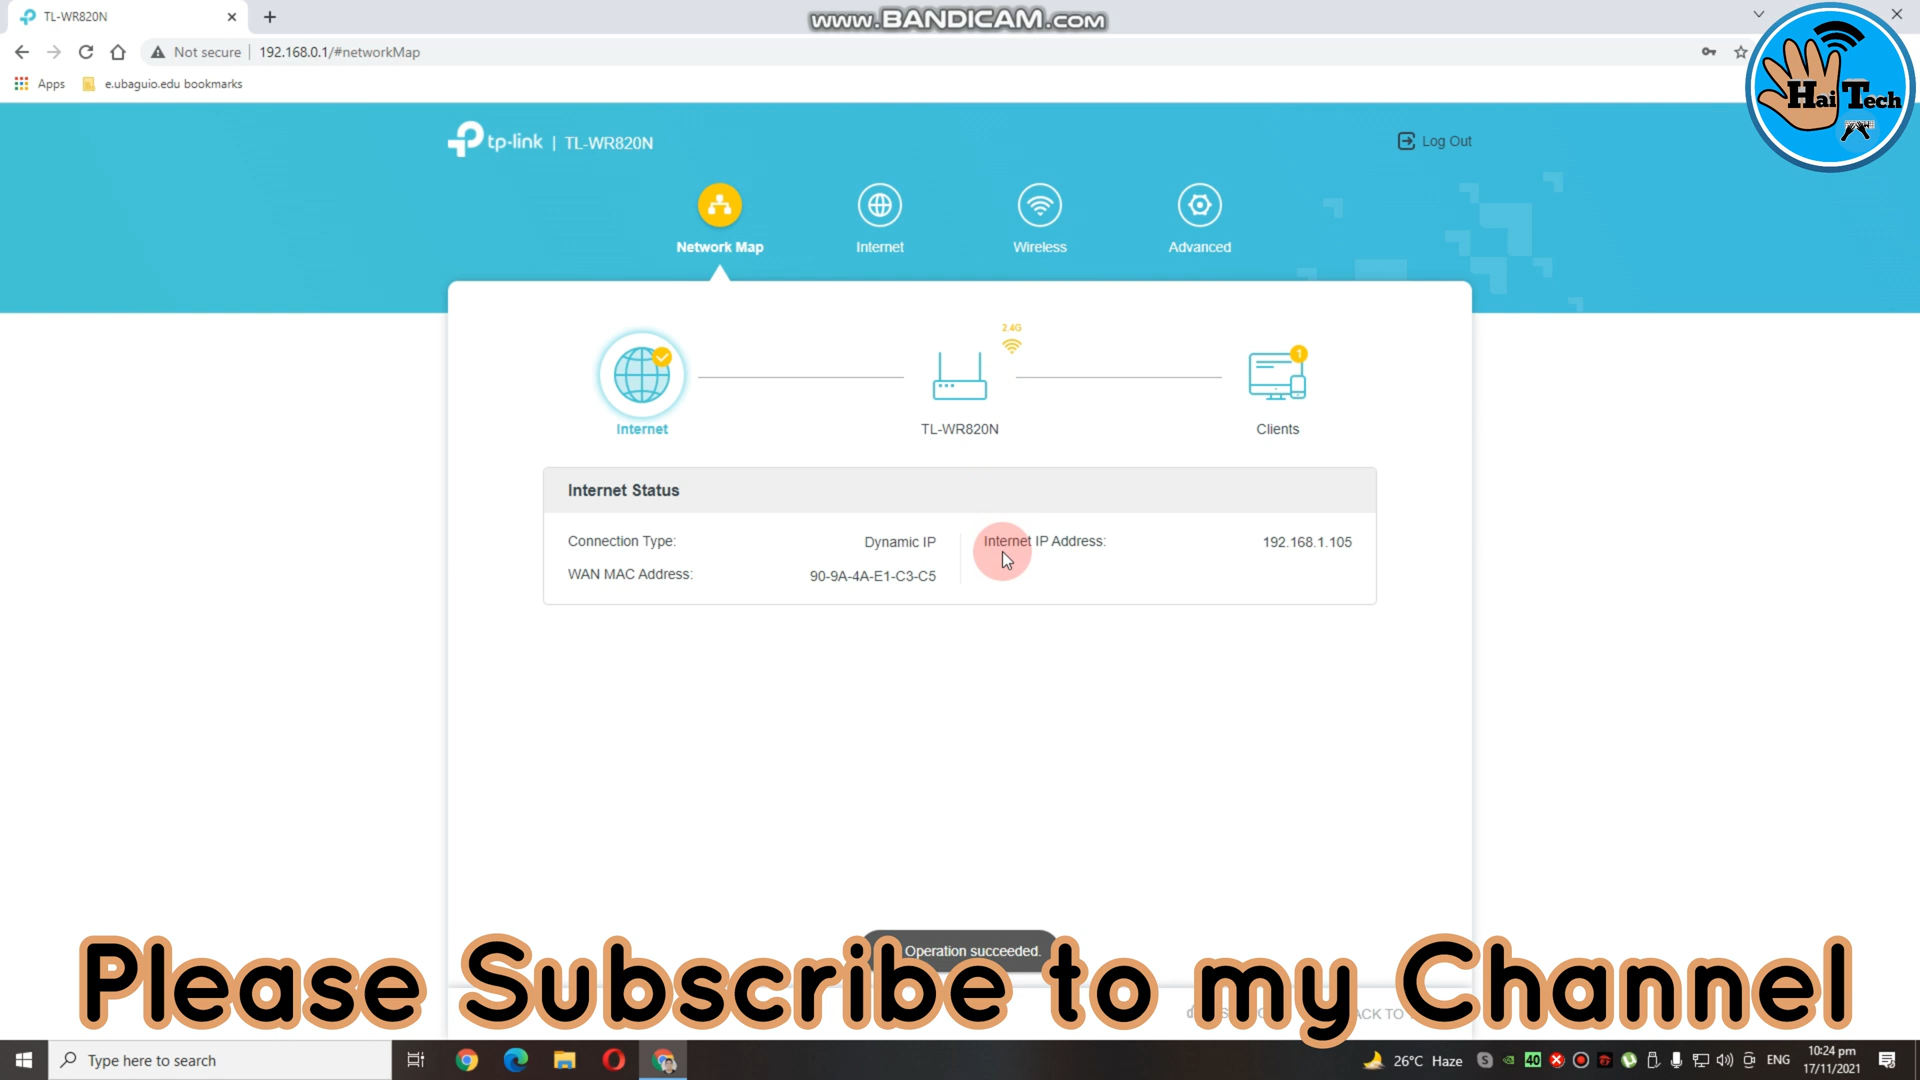 TL-WR820N
www.BANDICAM.com
Not secure
192.168.0.1/#networkMap
Apps
e.ubaguio.edu bookmarks
Hai Tech
tp-link | TL-WR820N
Log Out
Network Map
Internet
Wireless
Advanced
2.4G
1
Internet
TL-WR820N
Clients
Internet Status
Connection Type:
Dynamic IP
Internet IP Address:
192.168.1.105
WAN MAC Address:
90-9A-4A-E1-C3-C5
Operation succeeded.
Please Subscribe to my Channel
Type here to search
26°C Haze
40
ENG
10:24 pm
17/11/2021